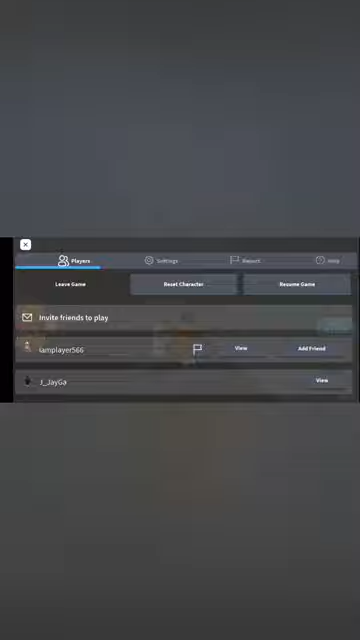 Players Settings Report Help
Leave Game Reset Character Resume Game
Invite friends to play
iamplayer566 View Add Friend
J_JayGa View